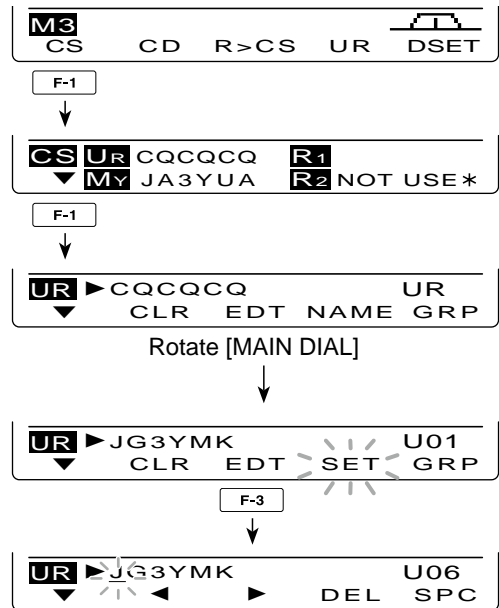 M3
CS CD R>CS UR DSET
F-1
CS UR CQCQCQ R1
▼ MY JA3YUA R2 NOT USE*
F-1
UR ►CQCQCQ UR
▼ CLR EDT NAME GRP
Rotate [MAIN DIAL]
UR ►JG3YMK U01
▼ CLR EDT SET GRP
F-3
UR ►JG3YMK U06
▼ ◄ ► DEL SPC